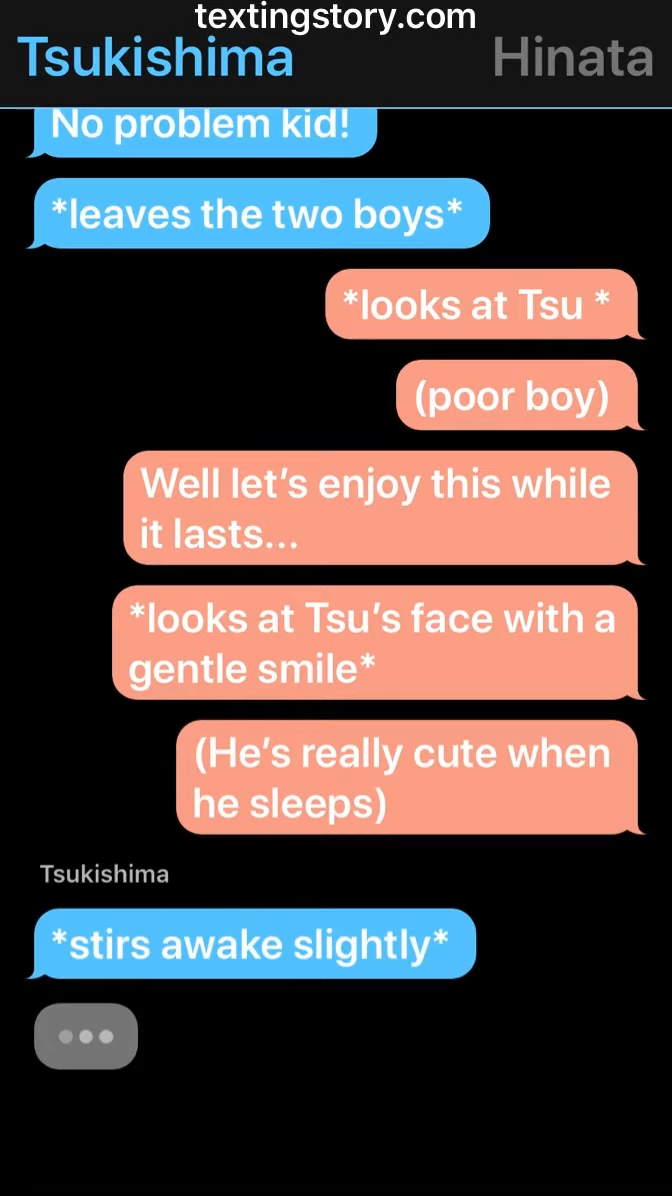 textingstory.com
Tsukishima
Hinata
No problem kid!
*leaves the two boys*
*looks at Tsu *
(poor boy)
Well let’s enjoy this while
it lasts...
*looks at Tsu’s face with a
gentle smile*
(He’s really cute when
he sleeps)
Tsukishima
*stirs awake slightly*